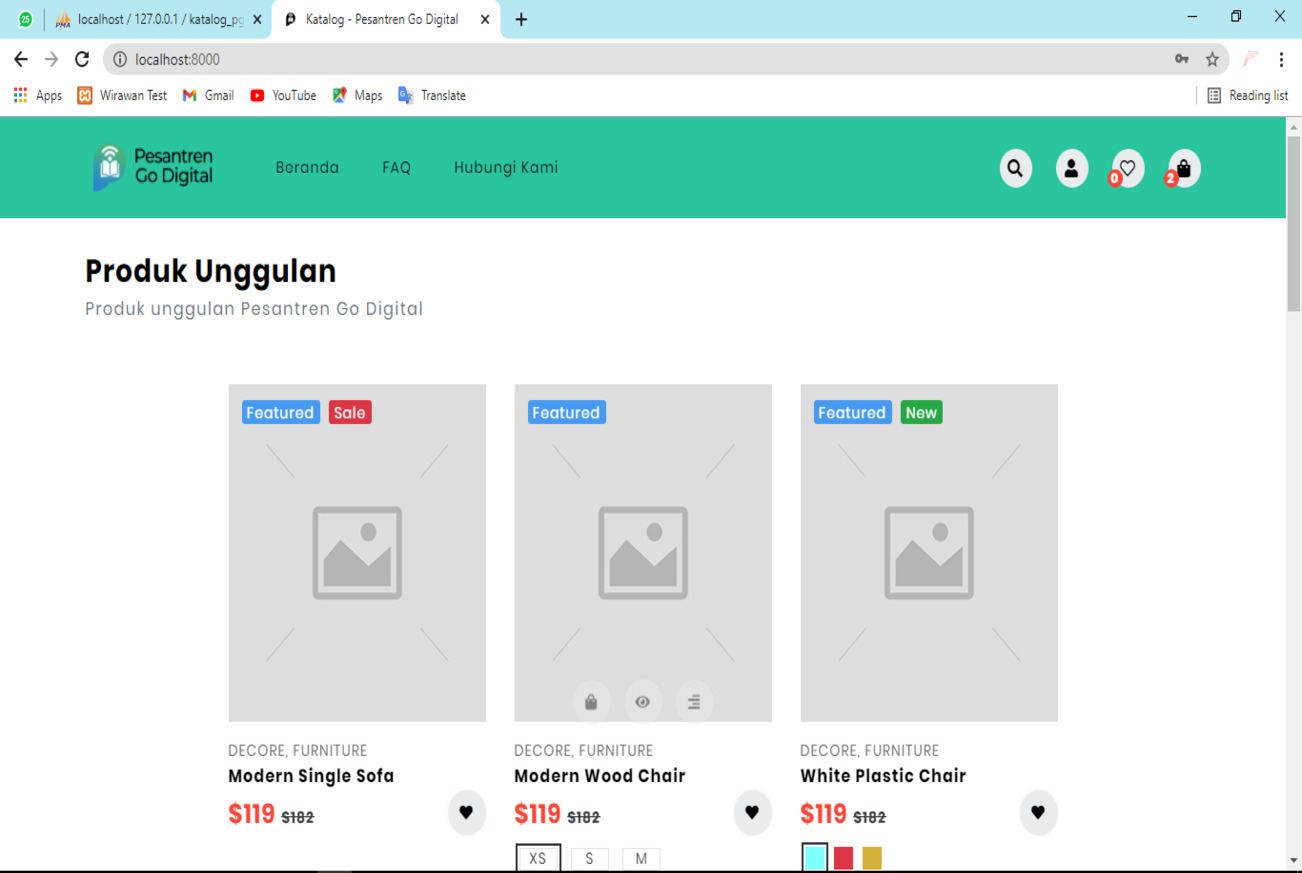 25
PMA
localhost / 127.0.0.1 / katalog_pg
Katalog - Pesantren Go Digital
localhost:8000
Apps
Wirawan Test
Gmail
YouTube
Maps
Translate
Reading list
Pesantren
Go Digital
Beranda
FAQ
Hubungi Kami
0
2
Produk Unggulan
Produk unggulan Pesantren Go Digital
Featured Sale
Featured
Featured New
DECORE, FURNITURE
Modern Single Sofa
$119 $182
DECORE, FURNITURE
Modern Wood Chair
$119 $182
XS S M
DECORE, FURNITURE
White Plastic Chair
$119 $182